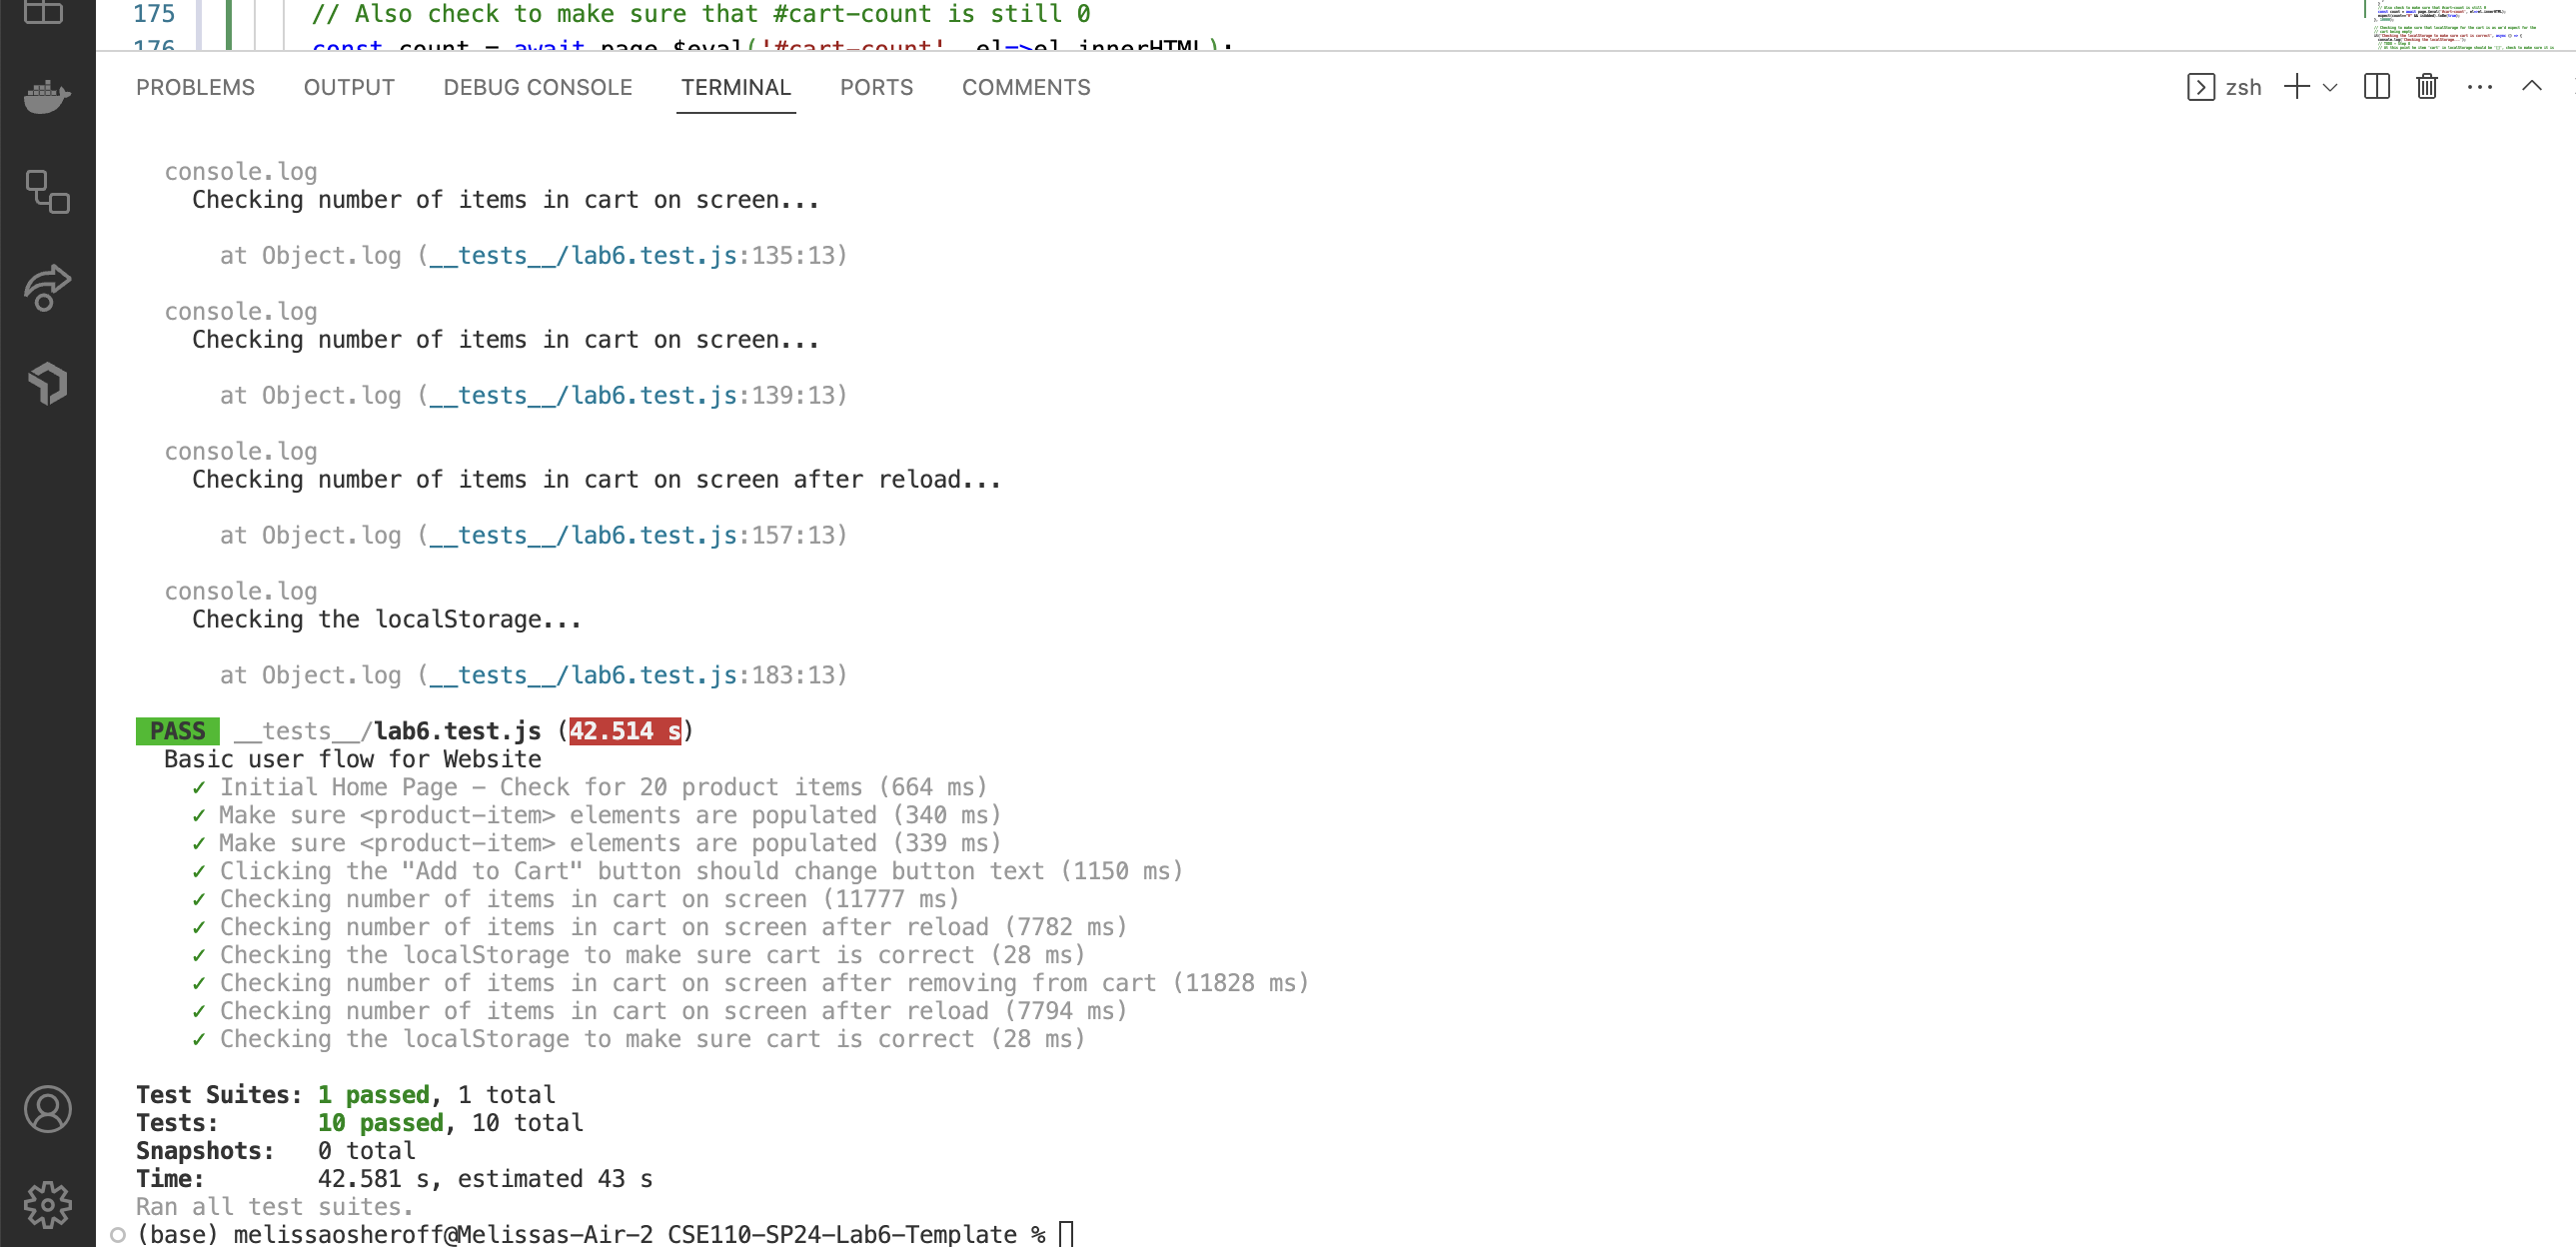 175 // Also check to make sure that #cart-count is still 0
176 const count = await page.$eval('#cart-count', el=>el.innerHTML);
PROBLEMS OUTPUT DEBUG CONSOLE TERMINAL PORTS COMMENTS zsh
console.log
Checking number of items in cart on screen...
at Object.log (__tests__/lab6.test.js:135:13)
console.log
Checking number of items in cart on screen...
at Object.log (__tests__/lab6.test.js:139:13)
console.log
Checking number of items in cart on screen after reload...
at Object.log (__tests__/lab6.test.js:157:13)
console.log
Checking the localStorage...
at Object.log (__tests__/lab6.test.js:183:13)
PASS __tests__/lab6.test.js (42.514 s)
Basic user flow for Website
✓ Initial Home Page – Check for 20 product items (664 ms)
✓ Make sure <product-item> elements are populated (340 ms)
✓ Make sure <product-item> elements are populated (339 ms)
✓ Clicking the "Add to Cart" button should change button text (1150 ms)
✓ Checking number of items in cart on screen (11777 ms)
✓ Checking number of items in cart on screen after reload (7782 ms)
✓ Checking the localStorage to make sure cart is correct (28 ms)
✓ Checking number of items in cart on screen after removing from cart (11828 ms)
✓ Checking number of items in cart on screen after reload (7794 ms)
✓ Checking the localStorage to make sure cart is correct (28 ms)
Test Suites: 1 passed, 1 total
Tests: 10 passed, 10 total
Snapshots: 0 total
Time: 42.581 s, estimated 43 s
Ran all test suites.
(base) melissaosheroff@Melissas-Air-2 CSE110-SP24-Lab6-Template %